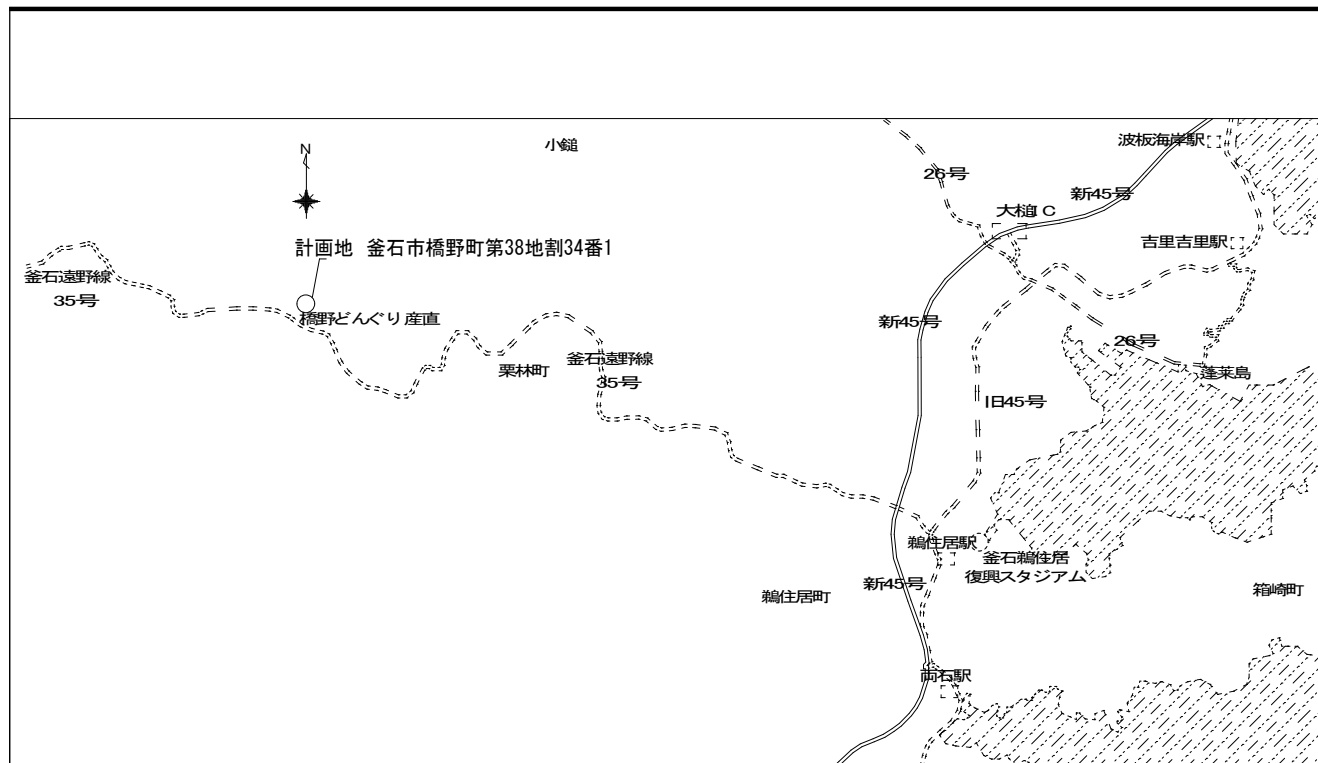 小鎚
波板海岸駅
N
26号
新45号
大槌IC
計画地 釜石市橋野町第38地割34番1
吉里吉里駅
釜石遠野線
35号
橋野どんぐり産直
新45号
26号
釜石遠野線
35号
栗林町
蓬莱島
旧45号
鵜住居駅
釜石鵜住居
復興スタジアム
新45号
鵜住居町
箱崎町
両石駅